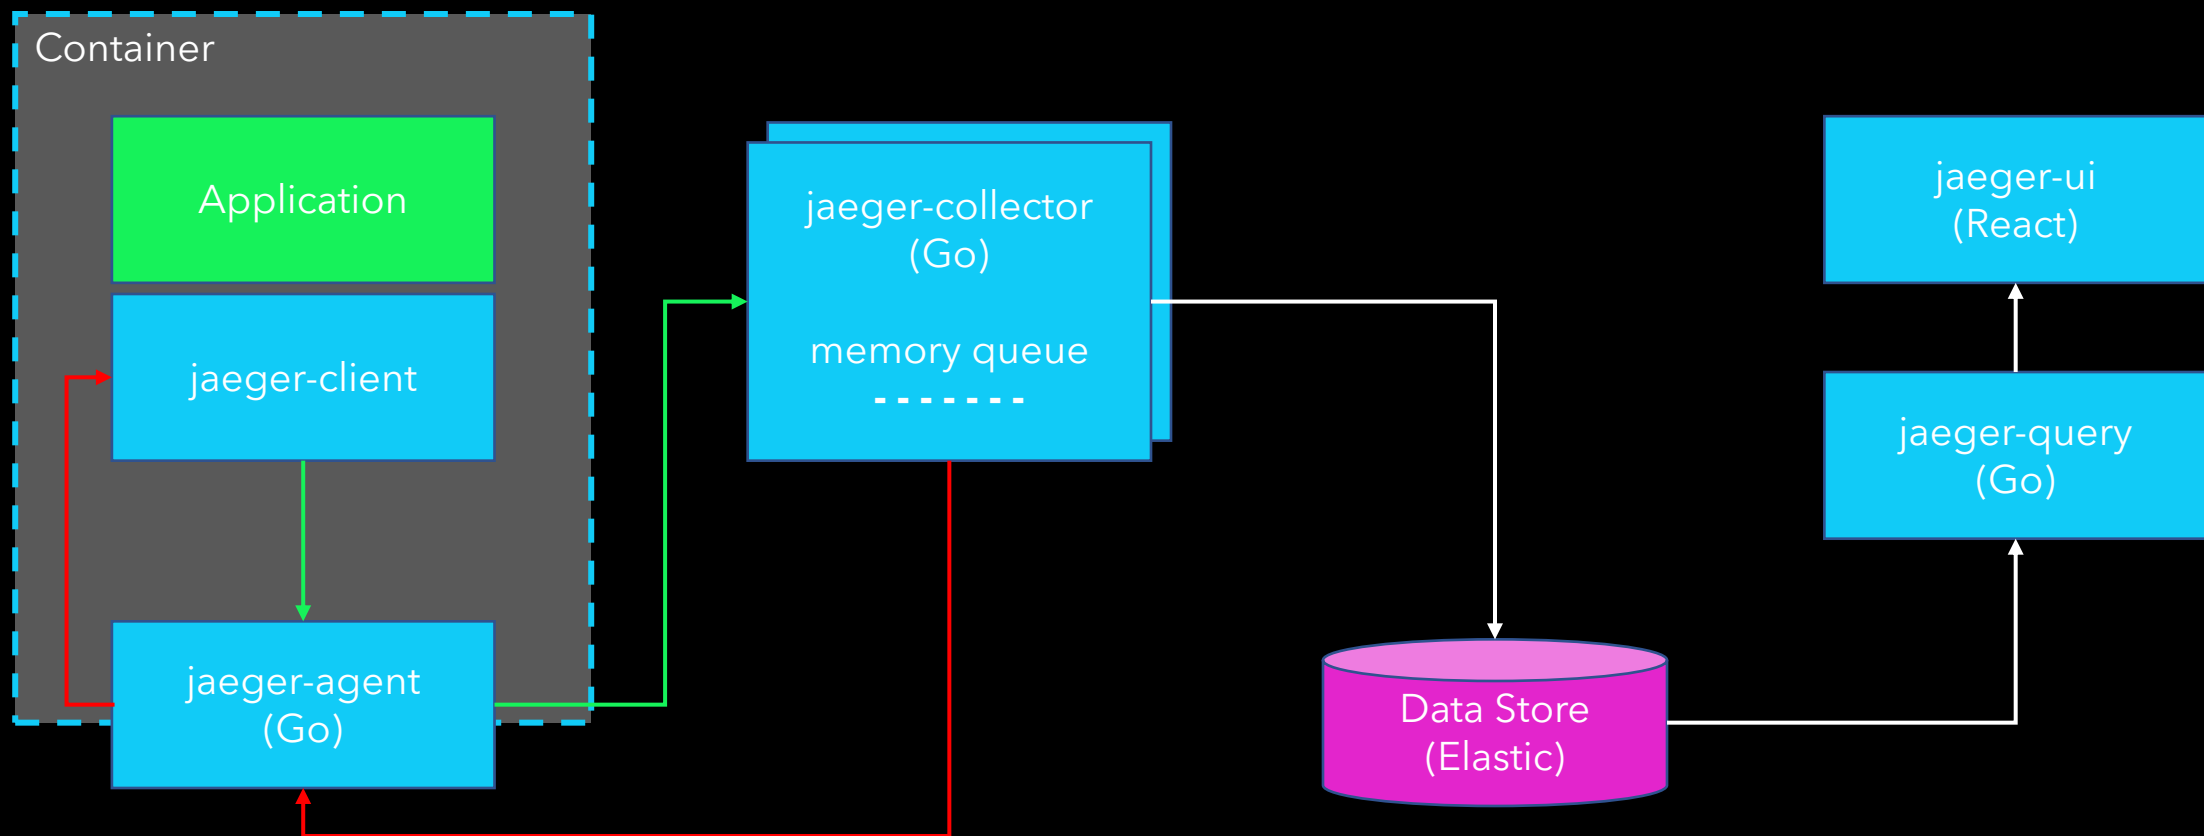 Container
Application
jaeger-client
jaeger-agent
(Go)
jaeger-collector
(Go)
memory queue
- - - - - - -
Data Store
(Elastic)
jaeger-ui
(React)
jaeger-query
(Go)